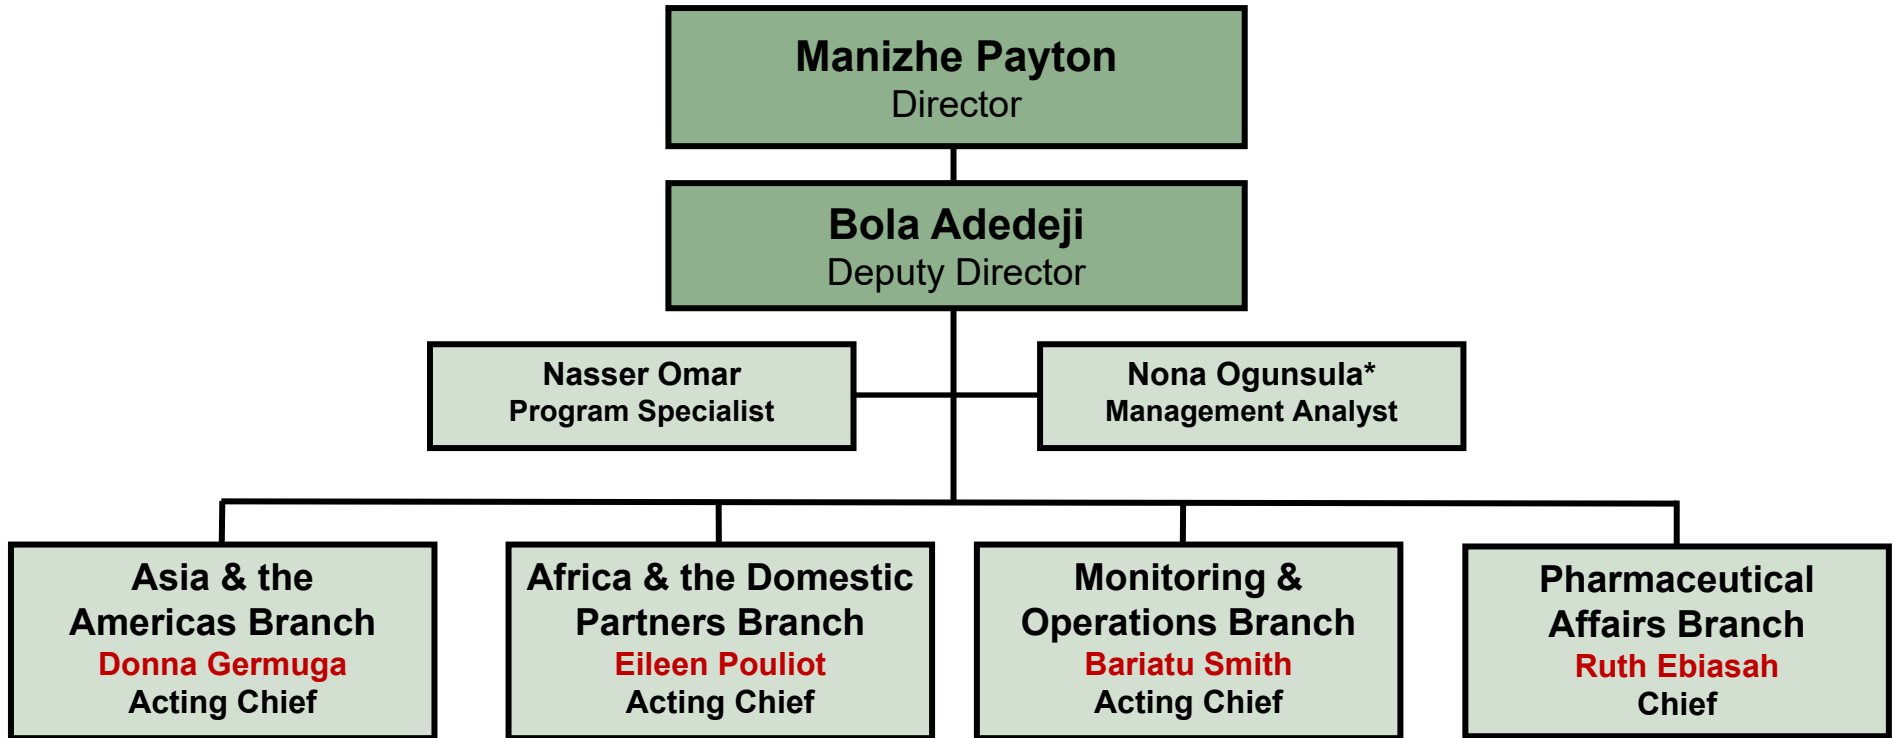 Manizhe Payton
Director
Bola Adedeji
Deputy Director
Nasser Omar
Program Specialist
Nona Ogunsula*
Management Analyst
Asia & the
Americas Branch
Donna Germuga
Acting Chief
Africa & the Domestic
Partners Branch
Eileen Pouliot
Acting Chief
Monitoring &
Operations Branch
Bariatu Smith
Acting Chief
Pharmaceutical
Affairs Branch
Ruth Ebiasah
Chief